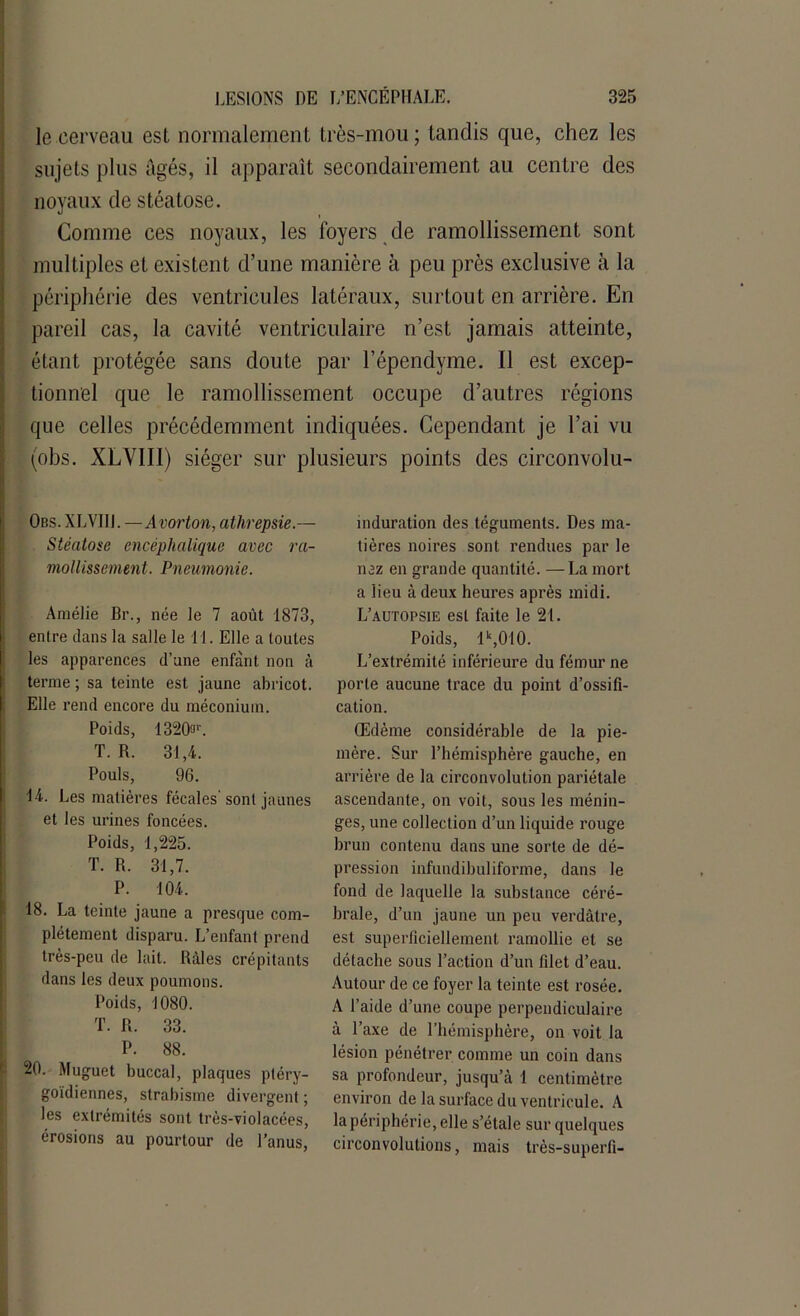 LESIONS DE L'ENCÉPHALE. 325
le cerveau est normalement très-mou; tandis que, chez les
sujets plus âgés, il apparaît secondairement au centre des
noyaux de stéatose.
Comme ces noyaux, les foyers de ramollissement sont
multiples et existent d'une manière à peu près exclusive à la
périphérie des ventricules latéraux, surtout en arrière. En
pareil cas, la cavité ventriculaire n'est jamais atteinte,
étant protégée sans doute par l'épendyme. Il est excep-
tionnel que le ramollissement occupe d'autres régions
que celles précédemment indiquées. Cependant je l'ai vu
(obs. XLVIII) siéger sur plusieurs points des circonvolu-
OBS. XLVIII. — Avorton, athrepsie.—
Stéatose encéphalique avec ra-
mollissement. Pneumonie.
Amélie Br., née le 7 août 1873,
entre dans la salle le 11. Elle a toutes
les apparences d'une enfant non à
terme; sa teinte est jaune abricot.
Elle rend encore du méconium.
Poids, 1320gr.
T. R. 31,4.
Pouls, 96.
14. Les matières fécales sont jaunes
et les urines foncées.
Poids, 1,225.
T. R. 31,7.
P. 104.
18. La teinte jaune a presque com-
plétement disparu. L'enfant prend
très-peu de lait. Râles crépitants
dans les deux poumons.
Poids, 1080.
T. R. 33.
P. 88.
20. Muguet buccal, plaques ptéry-
goïdiennes, strabisme divergent;
les extrémités sont très-violacées,
érosions au pourtour de l'anus,
induration des téguments. Des ma-
tières noires sont rendues par le
nez en grande quantité. — La mort
a lieu à deux heures après midi.
L'AUTOPSIE est faite le 21.
Poids, 1k,010.
L'extrémité inférieure du fémur ne
porte aucune trace du point d'ossifi-
cation.
Œdème considérable de la pie-
mère. Sur l'hémisphère gauche, en
arrière de la circonvolution pariétale
ascendante, on voit, sous les ménin-
ges, une collection d'un liquide rouge
brun contenu dans une sorte de dé-
pression infundibuliforme, dans le
fond de laquelle la substance céré-
brale, d'un jaune un peu verdâtre,
est superficiellement ramollie et se
détache sous l'action d'un filet d'eau.
Autour de ce foyer la teinte est rosée.
A l'aide d'une coupe perpendiculaire
à l'axe de l'hémisphère, on voit la
lésion pénétrer comme un coin dans
sa profondeur, jusqu'à 1 centimètre
environ de la surface du ventricule. A
la périphérie, elle s'étale sur quelques
circonvolutions, mais très-superfi-